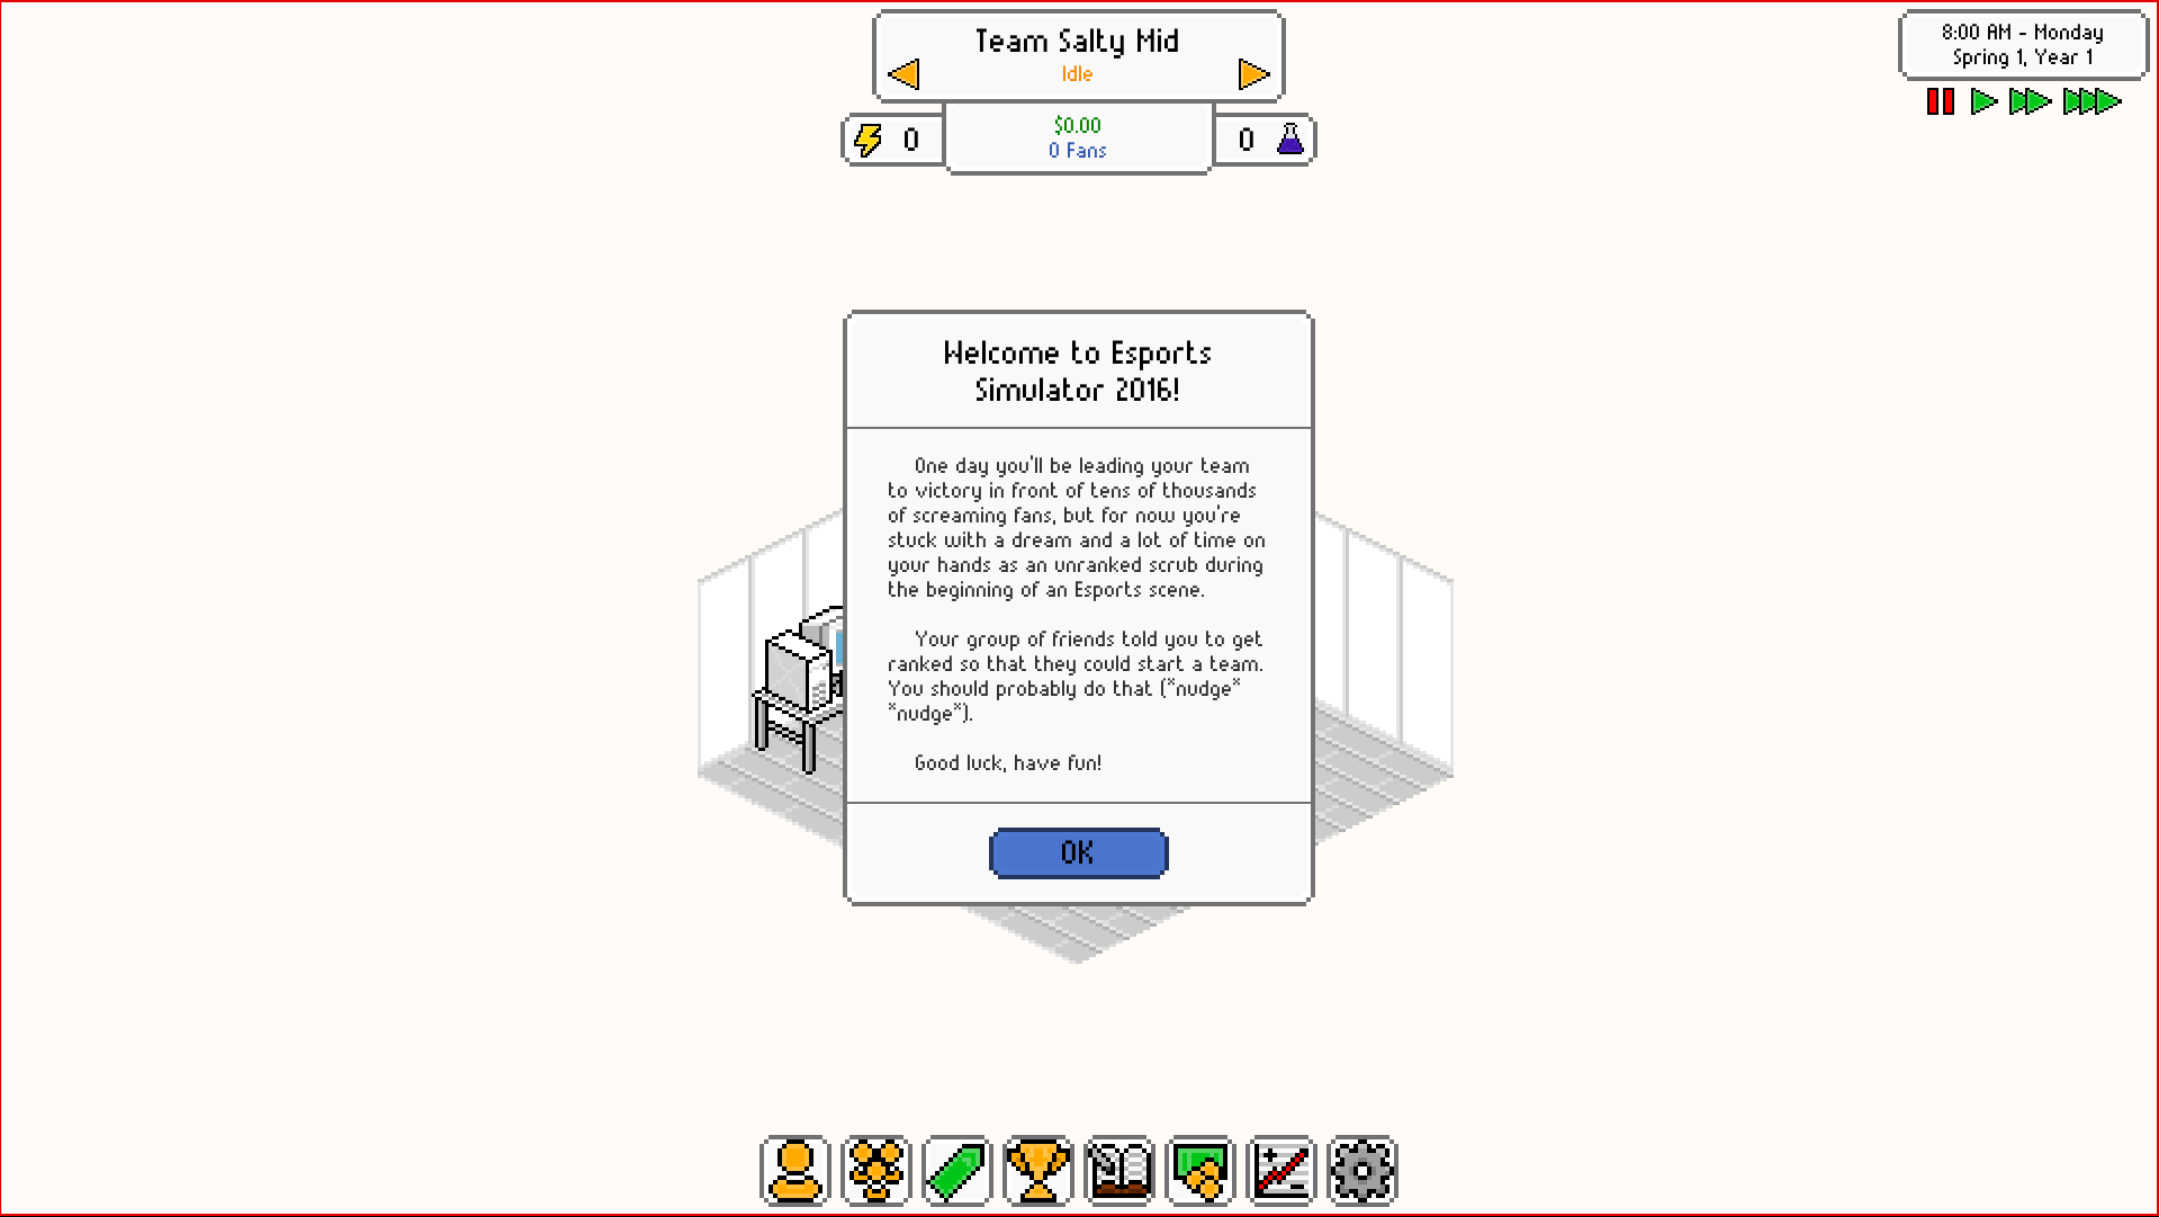 Team Salty Mid
Idle
8:00 AM - Monday
Spring 1, Year 1
$0.00
0 Fans
0
0
Welcome to Esports
Simulator 2016!
One day you'll be leading your team
to victory in front of tens of thousands
of screaming fans, but for now you're
stuck with a dream and a lot of time on
your hands as an unranked scrub during
the beginning of an Esports scene.
Your group of friends told you to get
ranked so that they could start a team.
You should probably do that (*nudge*
*nudge*).
Good luck, have fun!
OK